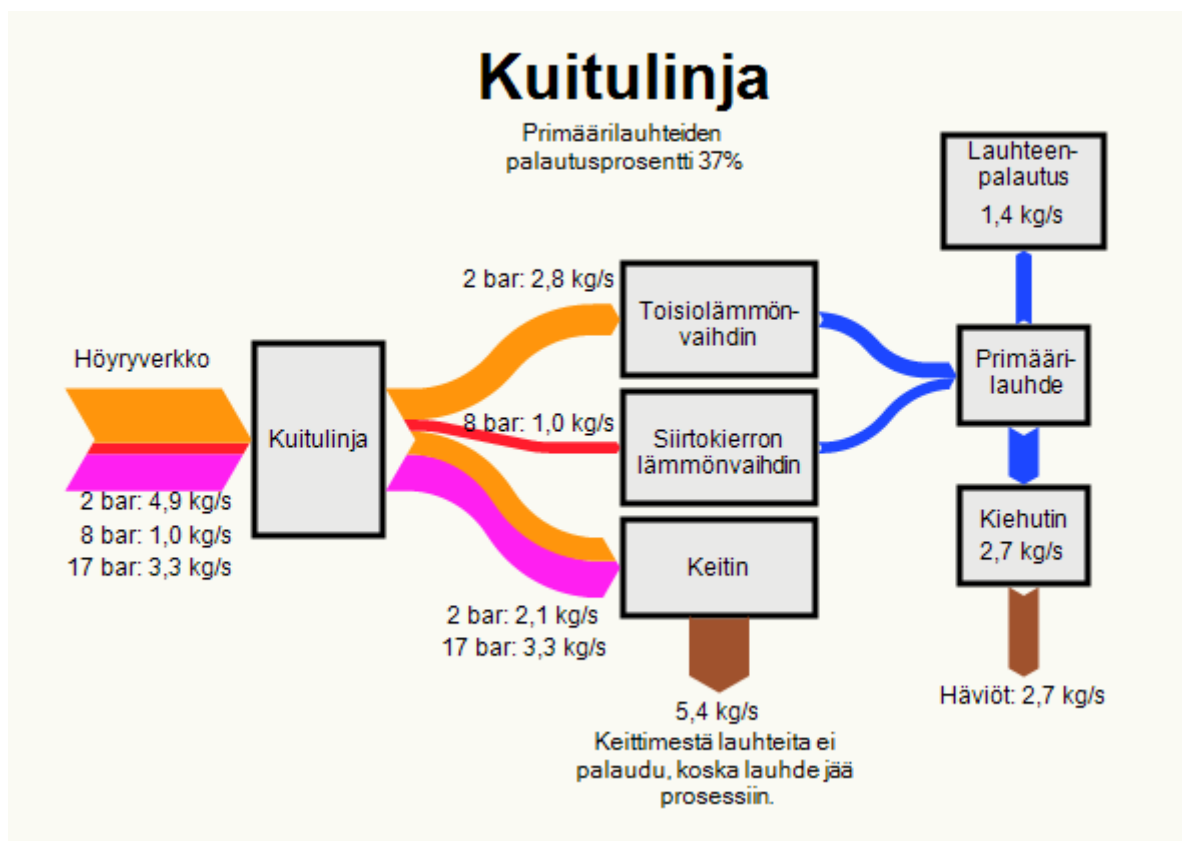 Kuitulinja
Primäärilauhteiden
palautusprosentti 37%
Lauhteen-
palautus
1,4 kg/s
2 bar: 2,8 kg/s
Toisiolämmön-
vaihdin
Höyryverkko
Primääri-
lauhde
Kuitulinja
8 bar: 1,0 kg/s
Siirtokierron
lämmönvaihdin
2 bar: 4,9 kg/s
8 bar: 1,0 kg/s
17 bar: 3,3 kg/s
Kiehutin
2,7 kg/s
Keitin
2 bar: 2,1 kg/s
17 bar: 3,3 kg/s
Häviöt: 2,7 kg/s
5,4 kg/s
Keittimestä lauhteita ei
palaudu, koska lauhde jää
prosessiin.